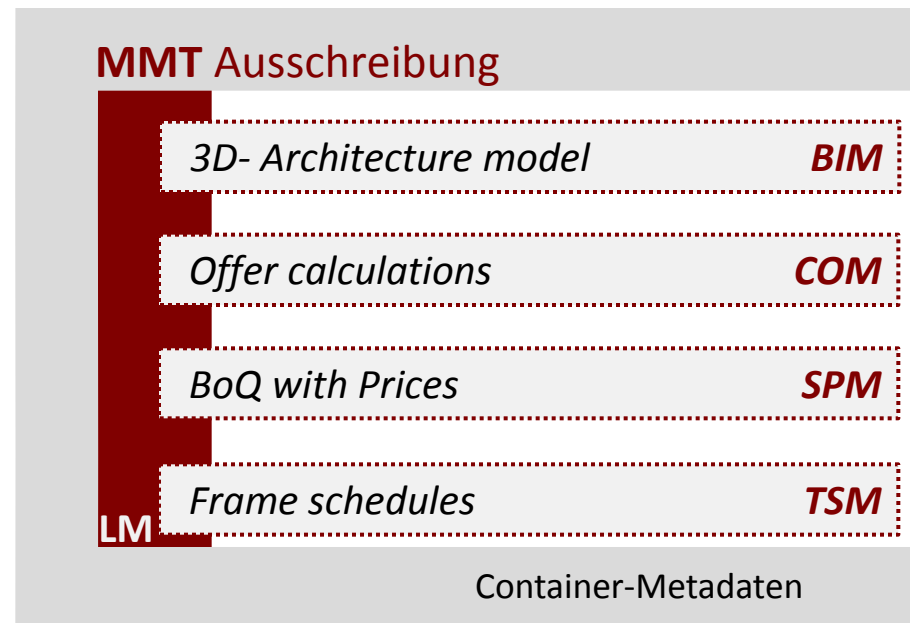 MMT Ausschreibung
3D- Architecture model BIM
Offer calculations COM
BoQ with Prices SPM
Frame schedules TSM
LM
Container-Metadaten